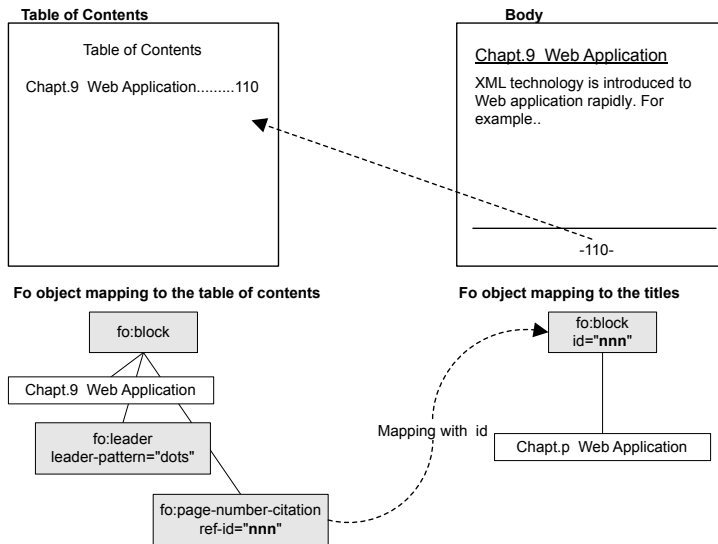 Table of Contents
Table of Contents
Chapt.9 Web Application.........110
Body
Chapt.9 Web Application
XML technology is introduced to
Web application rapidly. For
example..
-110-
Fo object mapping to the table of contents
fo:block
Chapt.9 Web Application
fo:leader
leader-pattern="dots"
fo:page-number-citation
ref-id="nnn"
Mapping with id
Fo object mapping to the titles
fo:block
id="nnn"
Chapt.p Web Application